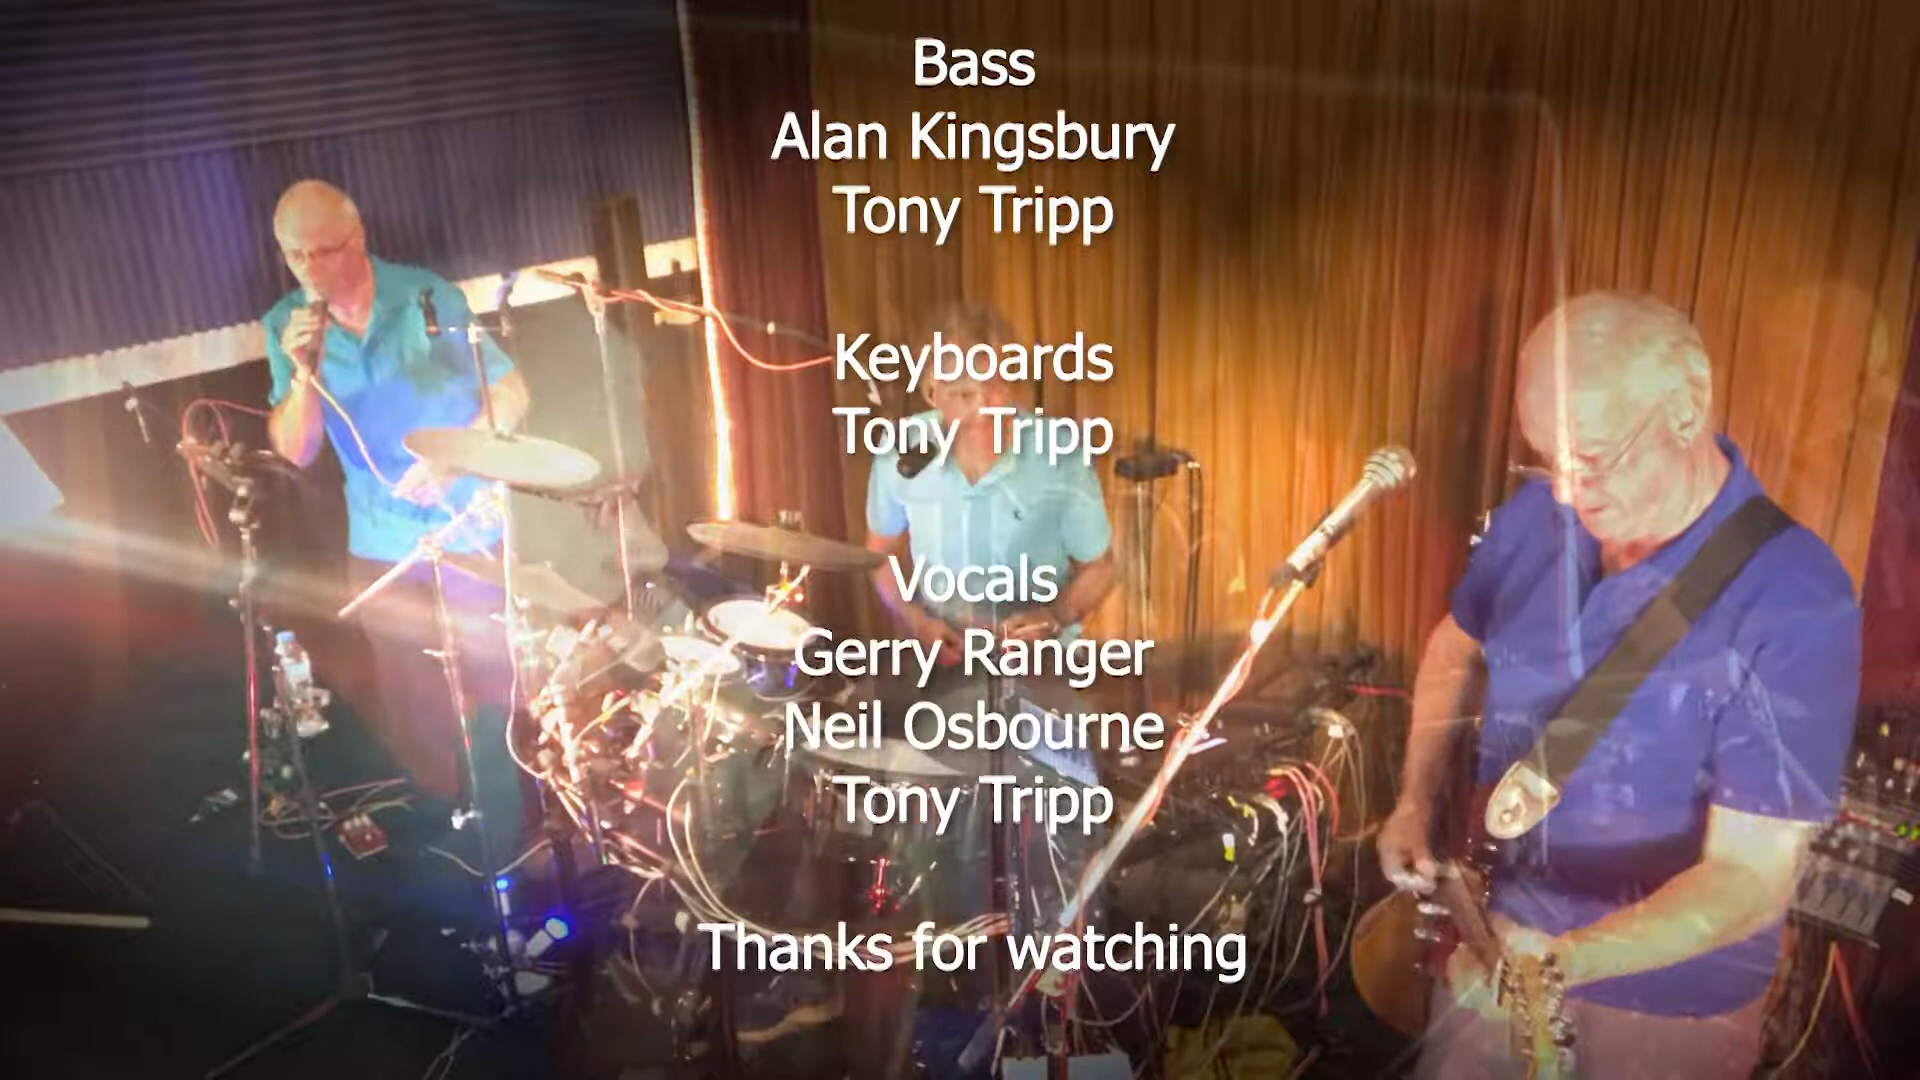 Bass
Alan Kingsbury
Tony Tripp
Keyboards
Tony Tripp
Vocals
Gerry Ranger
Neil Osbourne
Tony Tripp
Thanks for watching